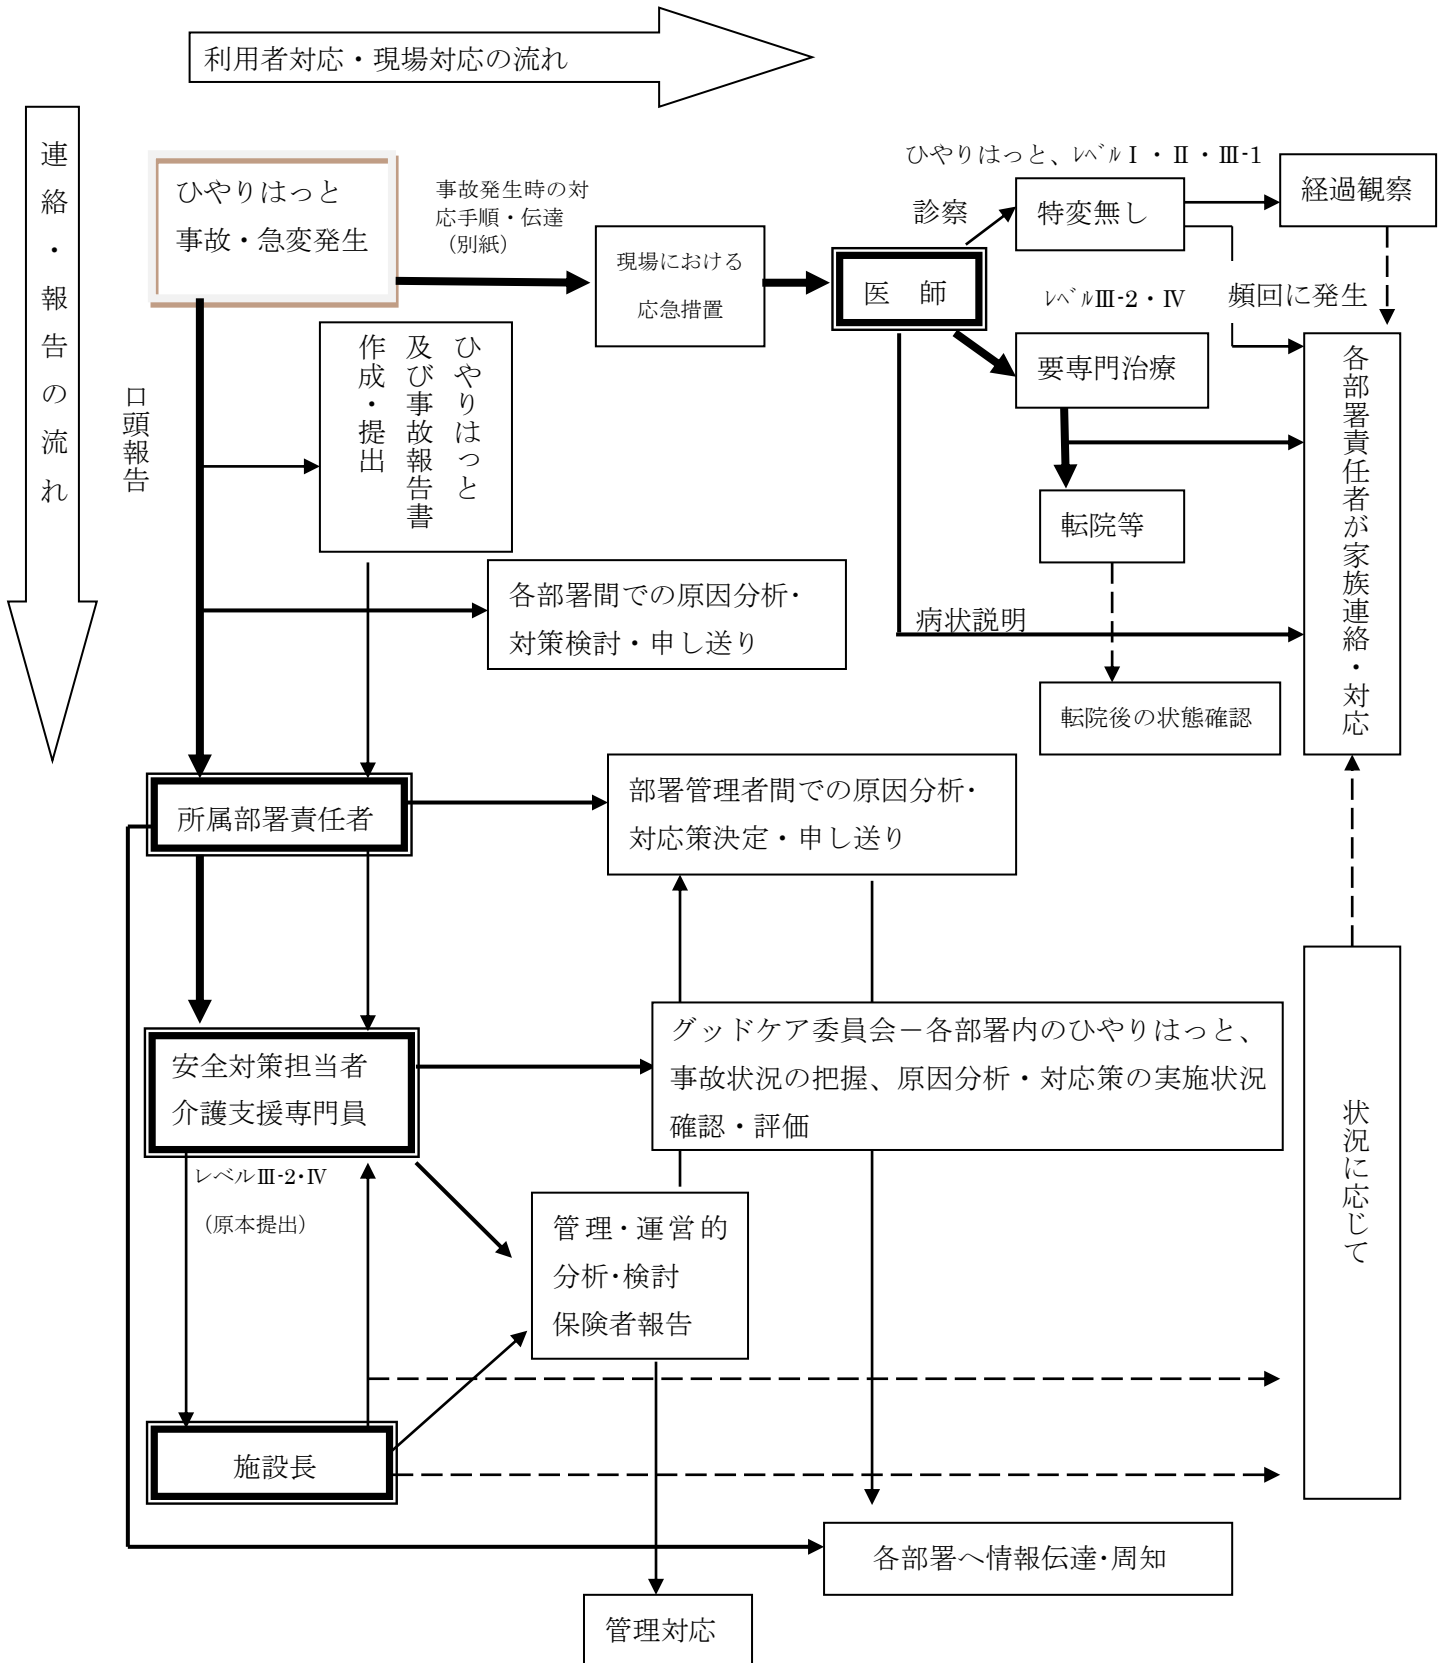 利用者対応・現場対応の流れ
連絡・報告の流れ
ひやりはっと
事故・急変発生
事故発生時の対
応手順・伝達
（別紙）
現場における
応急措置
医　師
診察
ひやりはっと、ﾚﾍﾞﾙⅠ・Ⅱ・Ⅲ-1
特変無し
経過観察
ﾚﾍﾞﾙⅢ-2・Ⅳ
頻回に発生
要専門治療
転院等
病状説明
転院後の状態確認
各部署責任者が家族連絡・対応
口頭報告
ひやりはっと
及び事故報告書
作成・提出
各部署間での原因分析・
対策検討・申し送り
所属部署責任者
部署管理者間での原因分析・
対応策決定・申し送り
安全対策担当者
介護支援専門員
グッドケア委員会－各部署内のひやりはっと、
事故状況の把握、原因分析・対応策の実施状況
確認・評価
レベルⅢ-2・Ⅳ
（原本提出）
管理・運営的
分析・検討
保険者報告
状況に応じて
施設長
各部署へ情報伝達・周知
管理対応